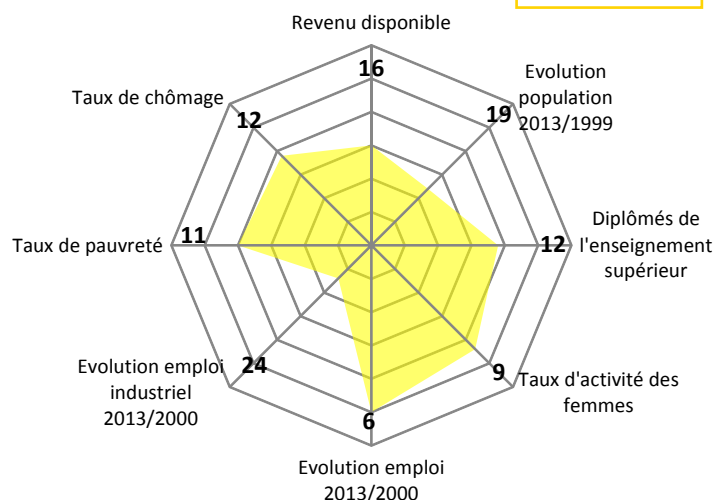 Revenu disponible
16
Evolution
population
2013/1999
19
Taux de chômage
12
Diplômés de
l'enseignement
supérieur
12
Taux de pauvreté
11
Evolution emploi
industriel
2013/2000
24
Taux d'activité des
femmes
9
6
Evolution emploi
2013/2000